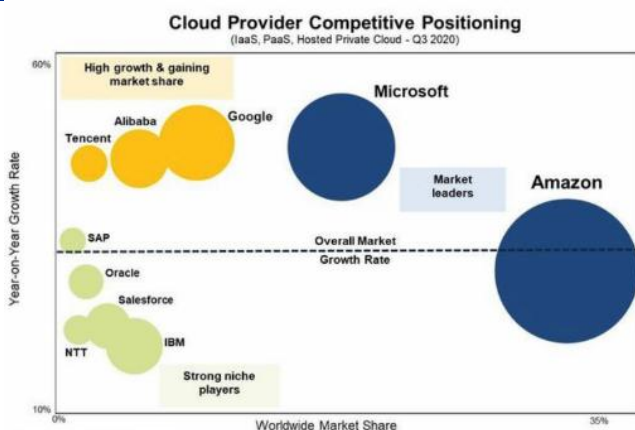 Cloud Provider Competitive Positioning
(IaaS, PaaS, Hosted Private Cloud - Q3 2020)
60%
High growth & gaining
market share
Microsoft
Google
Alibaba
Tencent
Market
leaders
Amazon
SAP
Overall Market
Growth Rate
Oracle
Salesforce
NTT
IBM
Strong niche
players
Year-on-Year Growth Rate
10%
0%
Worldwide Market Share
35%